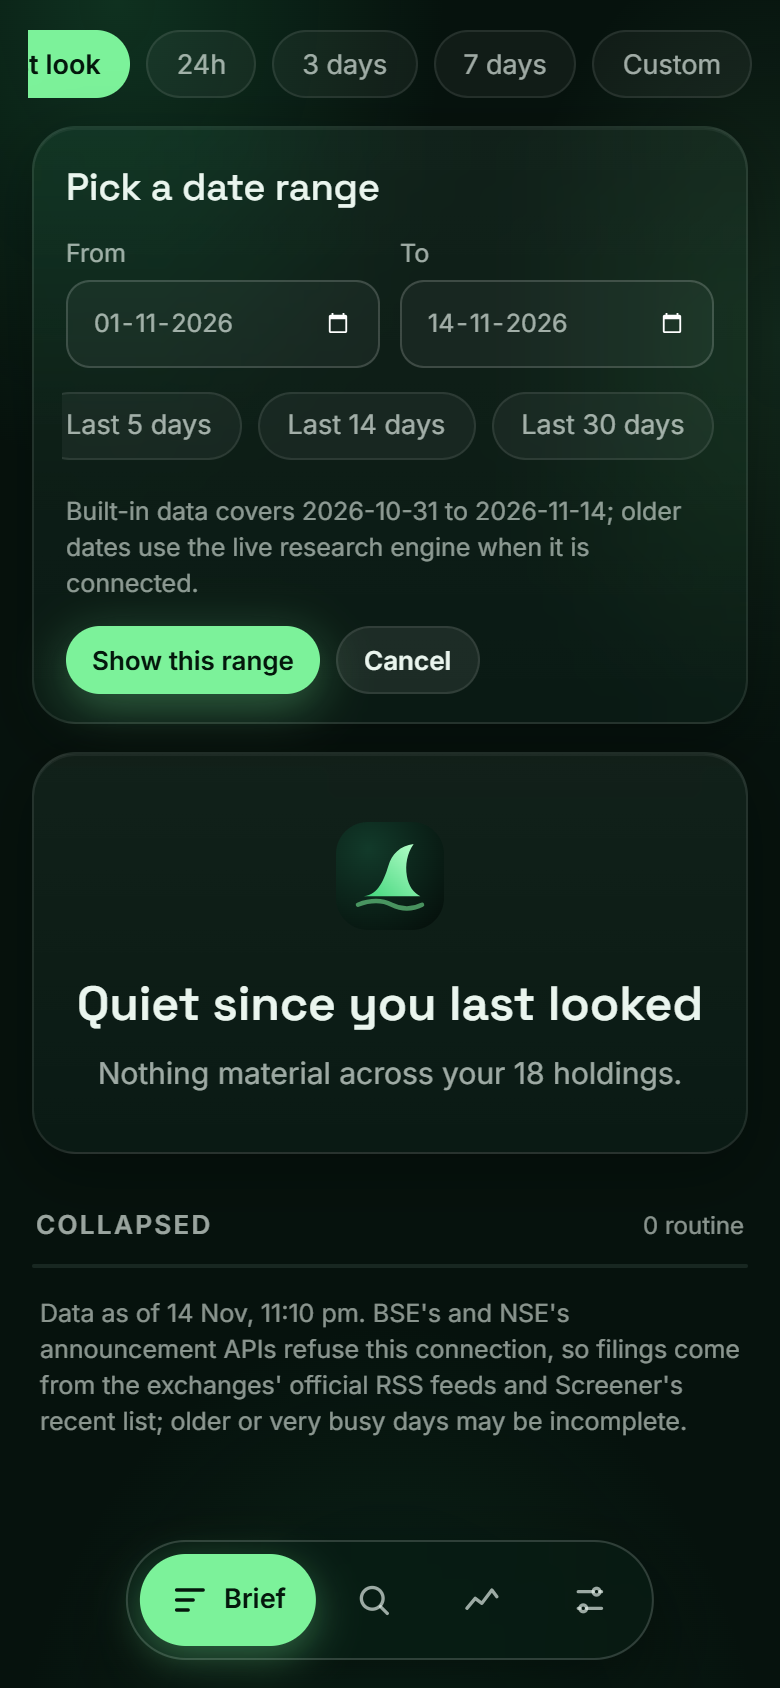 t look
24h
3 days
7 days
Custom
Pick a date range
From
To
01-11-2026
14-11-2026
Last 5 days
Last 14 days
Last 30 days
Built-in data covers 2026-10-31 to 2026-11-14; older
dates use the live research engine when it is
connected.
Show this range
Cancel
Quiet since you last looked
Nothing material across your 18 holdings.
COLLAPSED
0 routine
Data as of 14 Nov, 11:10 pm. BSE's and NSE's
announcement APIs refuse this connection, so filings come
from the exchanges' official RSS feeds and Screener's
recent list; older or very busy days may be incomplete.
Brief